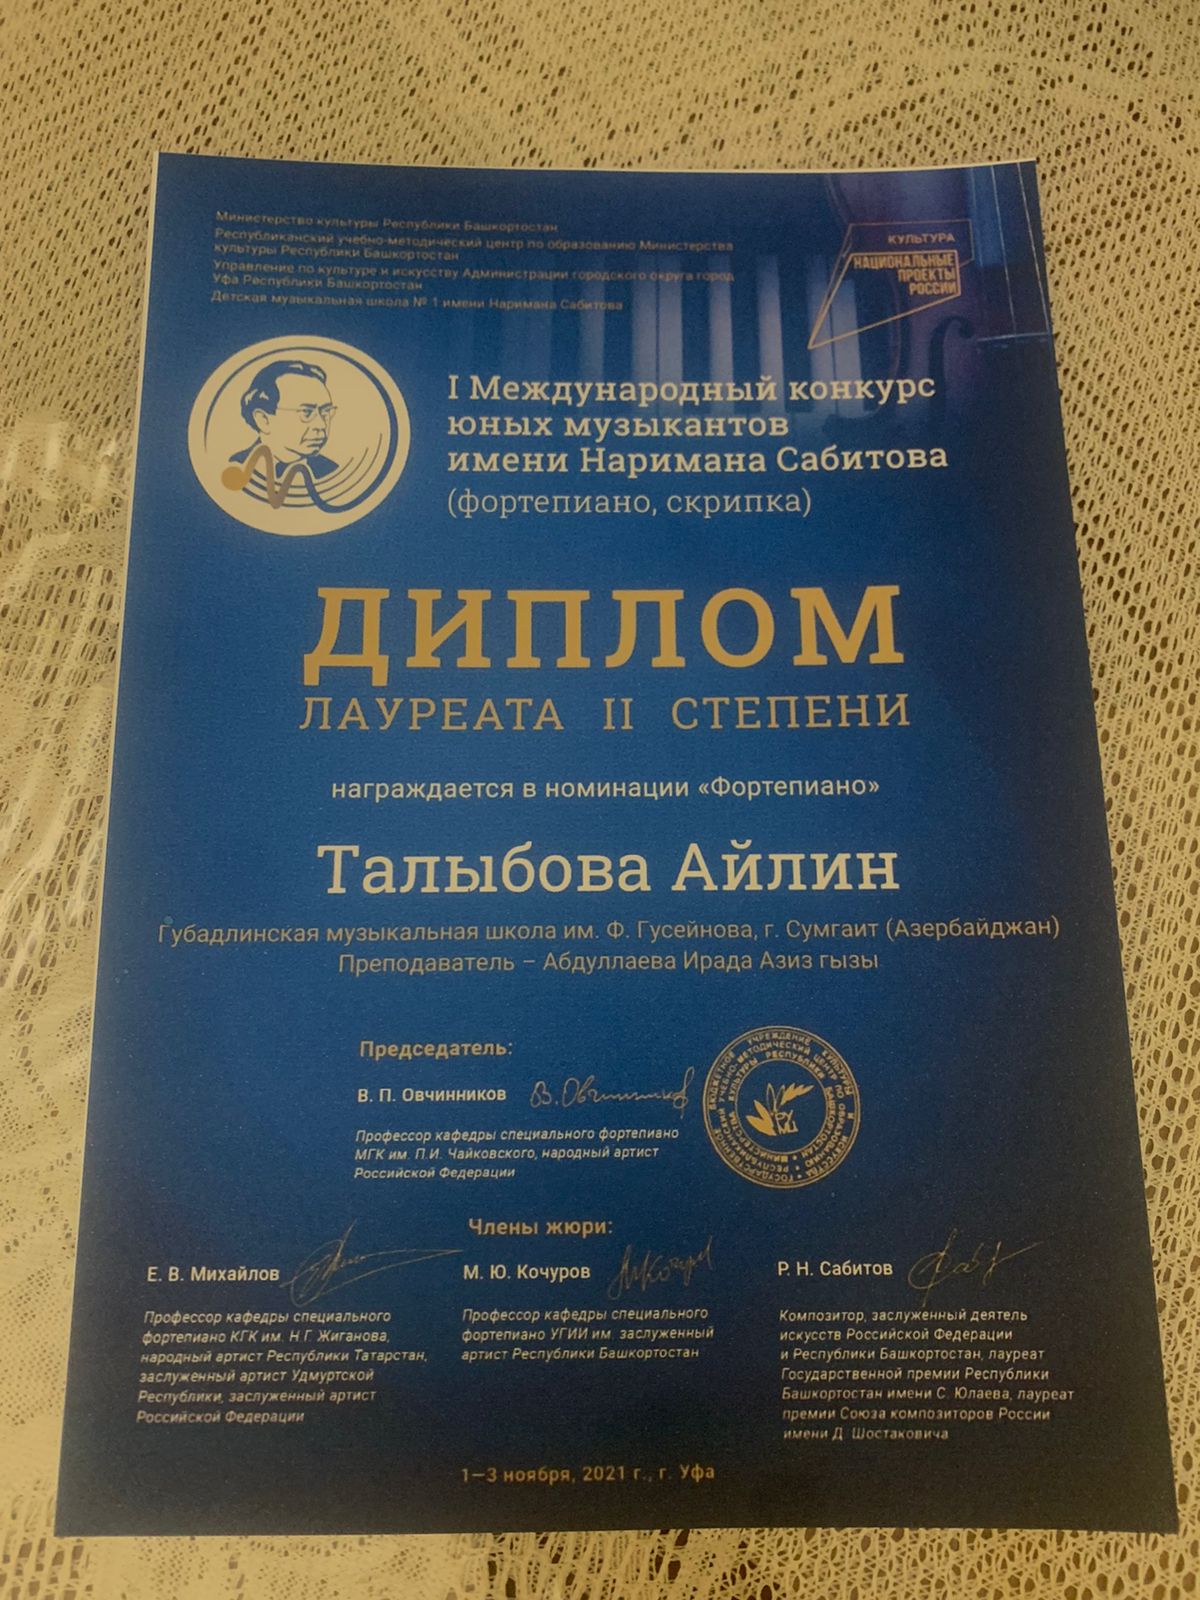 Министерство культуры Республики Башкортостан
Республиканский учебно-методический центр по образованию Министерства
культуры Республики Башкортостан
Управление по культуре и искусству Администрации городского округа город
Уфа Республики Башкортостан
Детская музыкальная школа № 1 имени Наримана Сабитова
КУЛЬТУРА
НАЦИОНАЛЬНЫЕ
ПРОЕКТЫ
РОССИИ
I Международный конкурс
юных музыкантов
имени Наримана Сабитова
(фортепиано, скрипка)
ДИПЛОМ
ЛАУРЕАТА II СТЕПЕНИ
награждается в номинации «Фортепиано»
Талыбова Айлин
Губадлинская музыкальная школа им. Ф. Гусейнова, г. Сумгаит (Азербайджан)
Преподаватель – Абдуллаева Ирада Азиз гызы
Председатель:
В. П. Овчинников
В. Овчинников
Профессор кафедры специального фортепиано
МГК им. П.И. Чайковского, народный артист
Российской Федерации
РУМЦ
Члены жюри:
Е. В. Михайлов
Профессор кафедры специального
фортепиано КГК им. Н.Г. Жиганова,
народный артист Республики Татарстан,
заслуженный артист Удмуртской
Республики, заслуженный артист
Российской Федерации
М. Ю. Кочуров
Профессор кафедры специального
фортепиано УГИИ им. заслуженный
артист Республики Башкортостан
Р. Н. Сабитов
Композитор, заслуженный деятель
искусств Российской Федерации
и Республики Башкортостан, лауреат
Государственной премии Республики
Башкортостан имени С. Юлаева, лауреат
премии Союза композиторов России
имени Д. Шостаковича
1–3 ноября, 2021 г., г. Уфа